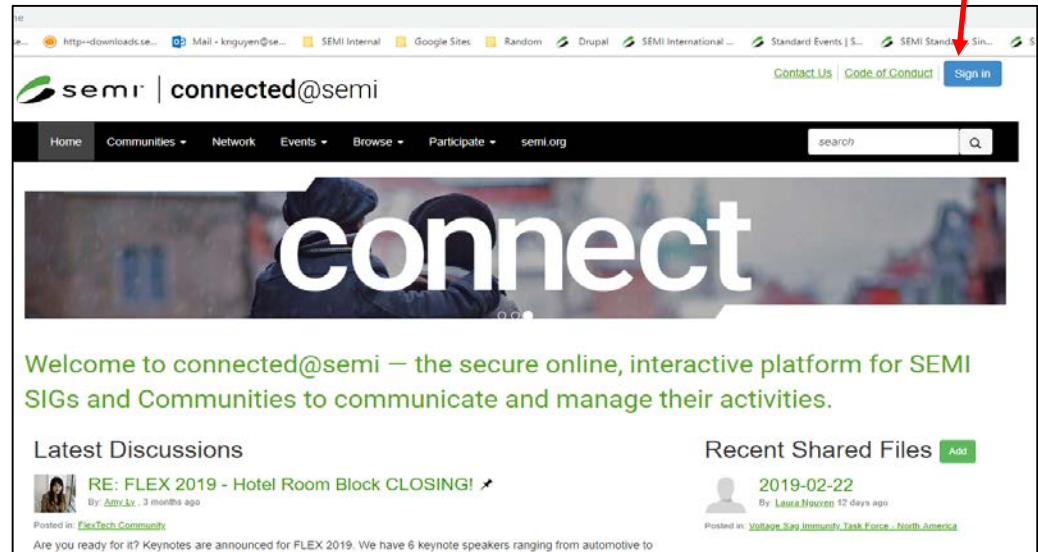 ne
se... http--downloads.se... Mail - knguyen@se... SEMI Internal Google Sites Random Drupal SEMI International ... Standard Events | S... SEMI Standards Sin... S
Contact Us Code of Conduct Sign in
semi | connected@semi
Home Communities Network Events Browse Participate semi.org search
connect
Welcome to connected@semi — the secure online, interactive platform for SEMI
SIGs and Communities to communicate and manage their activities.
Latest Discussions
RE: FLEX 2019 - Hotel Room Block CLOSING!
By: Amy Ly , 3 months ago
Posted in: FlexTech Community
Are you ready for it? Keynotes are announced for FLEX 2019. We have 6 keynote speakers ranging from automotive to
Recent Shared Files Add
2019-02-22
By: Laura Nguyen 12 days ago
Posted in: Voltage Sag Immunity Task Force - North America